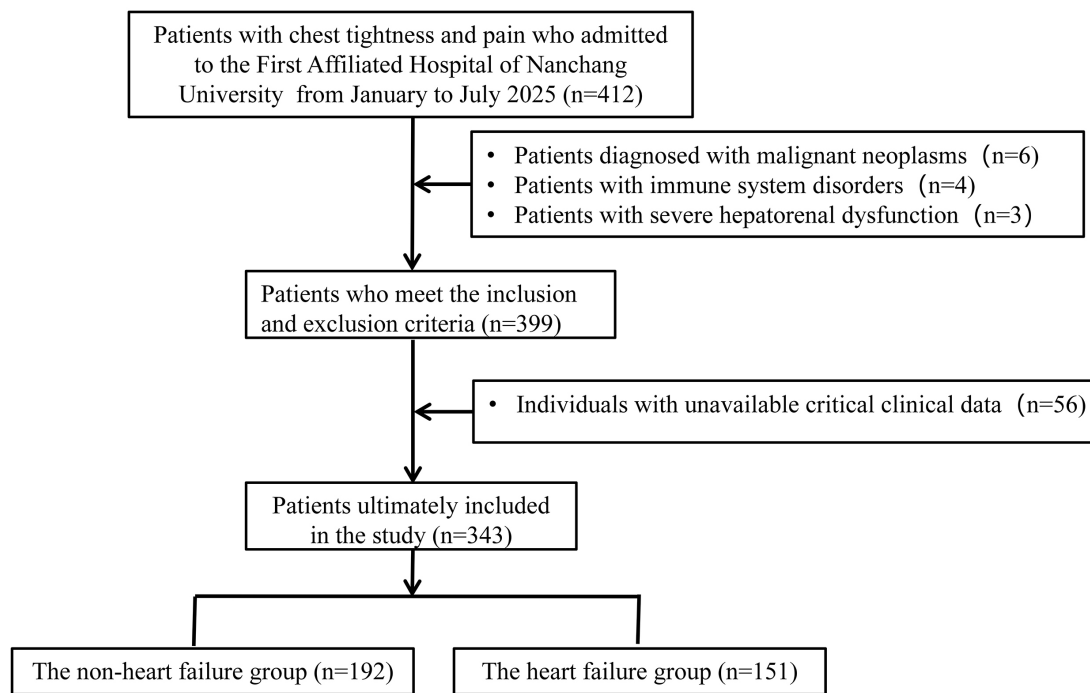 Patients with chest tightness and pain who admitted
to the First Affiliated Hospital of Nanchang
University from January to July 2025 (n=412)
• Patients diagnosed with malignant neoplasms（n=6)
• Patients with immune system disorders（n=4)
• Patients with severe hepatorenal dysfunction（n=3）
Patients who meet the inclusion
and exclusion criteria (n=399)
• Individuals with unavailable critical clinical data（n=56)
Patients ultimately included
in the study (n=343)
The non-heart failure group (n=192)
The heart failure group (n=151)